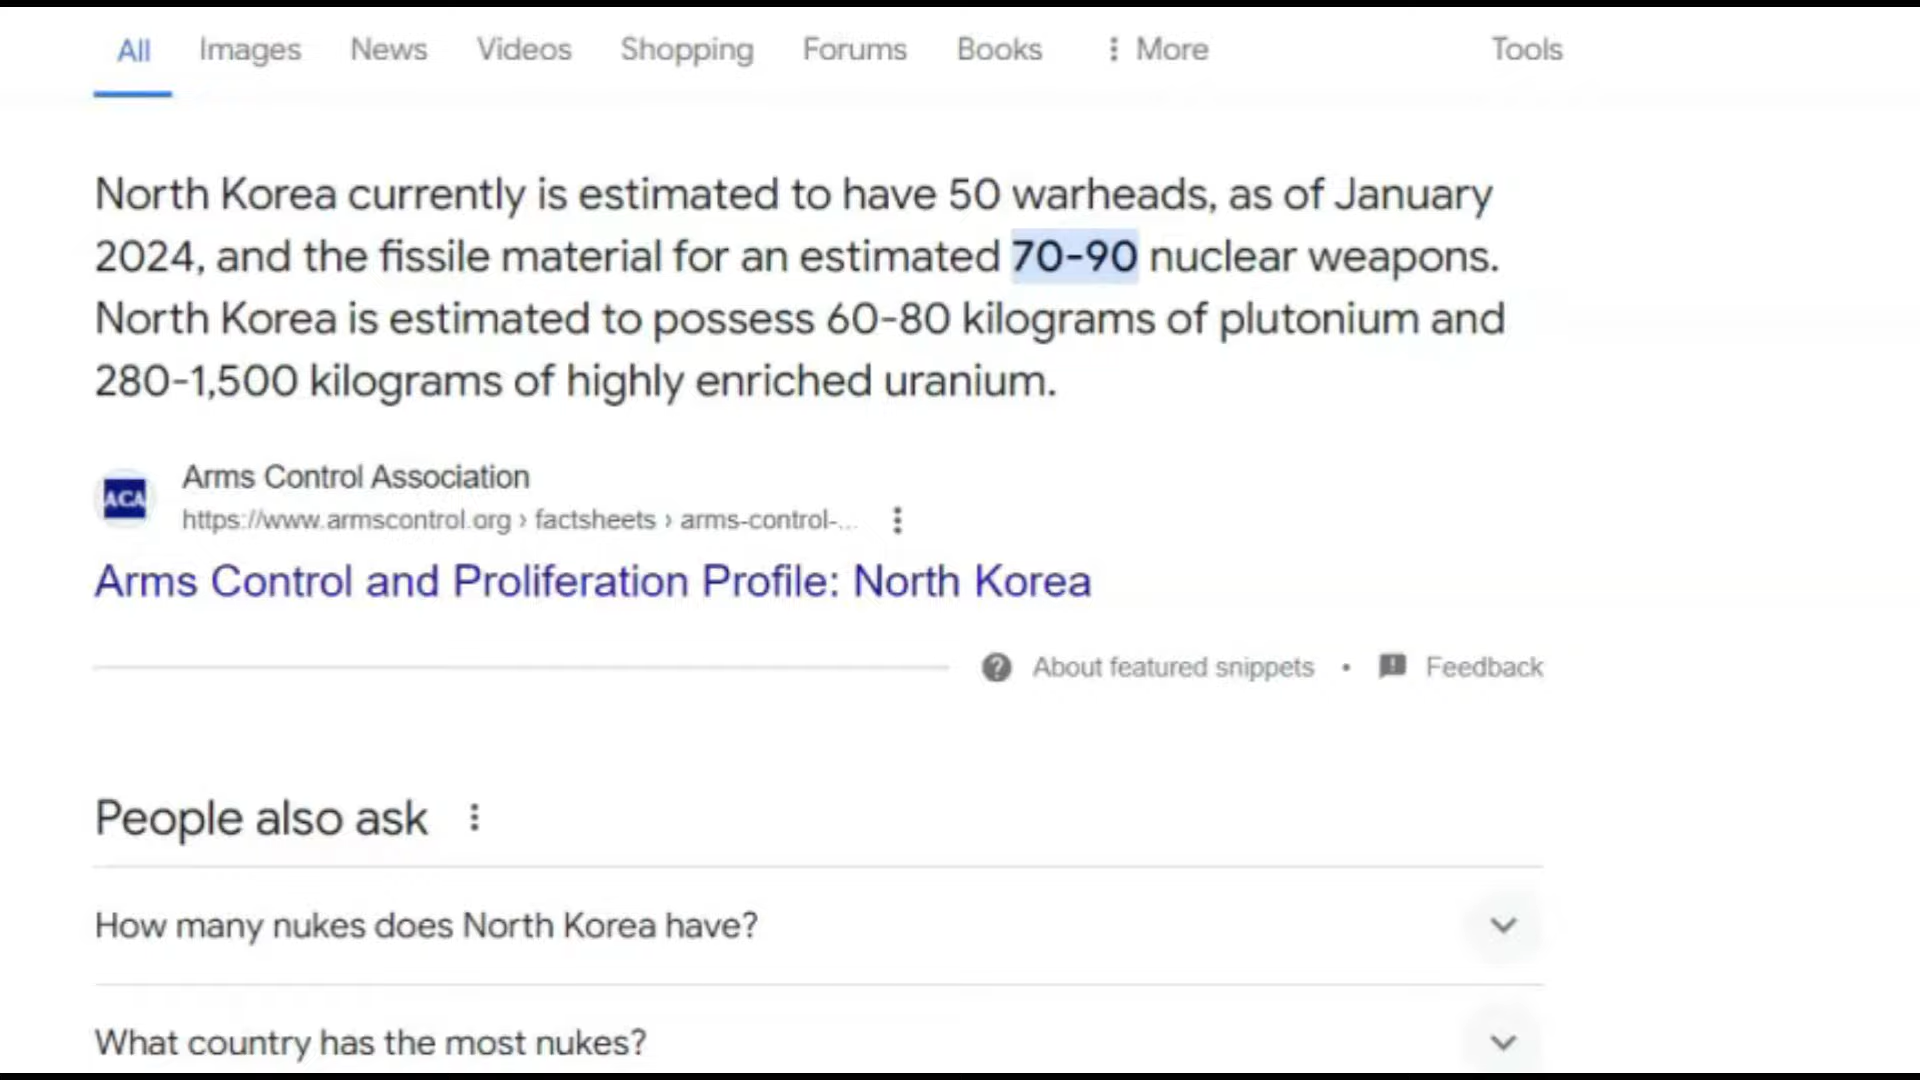 All Images News Videos Shopping Forums Books More Tools
North Korea currently is estimated to have 50 warheads, as of January
2024, and the fissile material for an estimated 70-90 nuclear weapons.
North Korea is estimated to possess 60-80 kilograms of plutonium and
280-1,500 kilograms of highly enriched uranium.
ACA
Arms Control Association
https://www.armscontrol.org › factsheets › arms-control-...
Arms Control and Proliferation Profile: North Korea
About featured snippets • Feedback
People also ask
How many nukes does North Korea have?
What country has the most nukes?